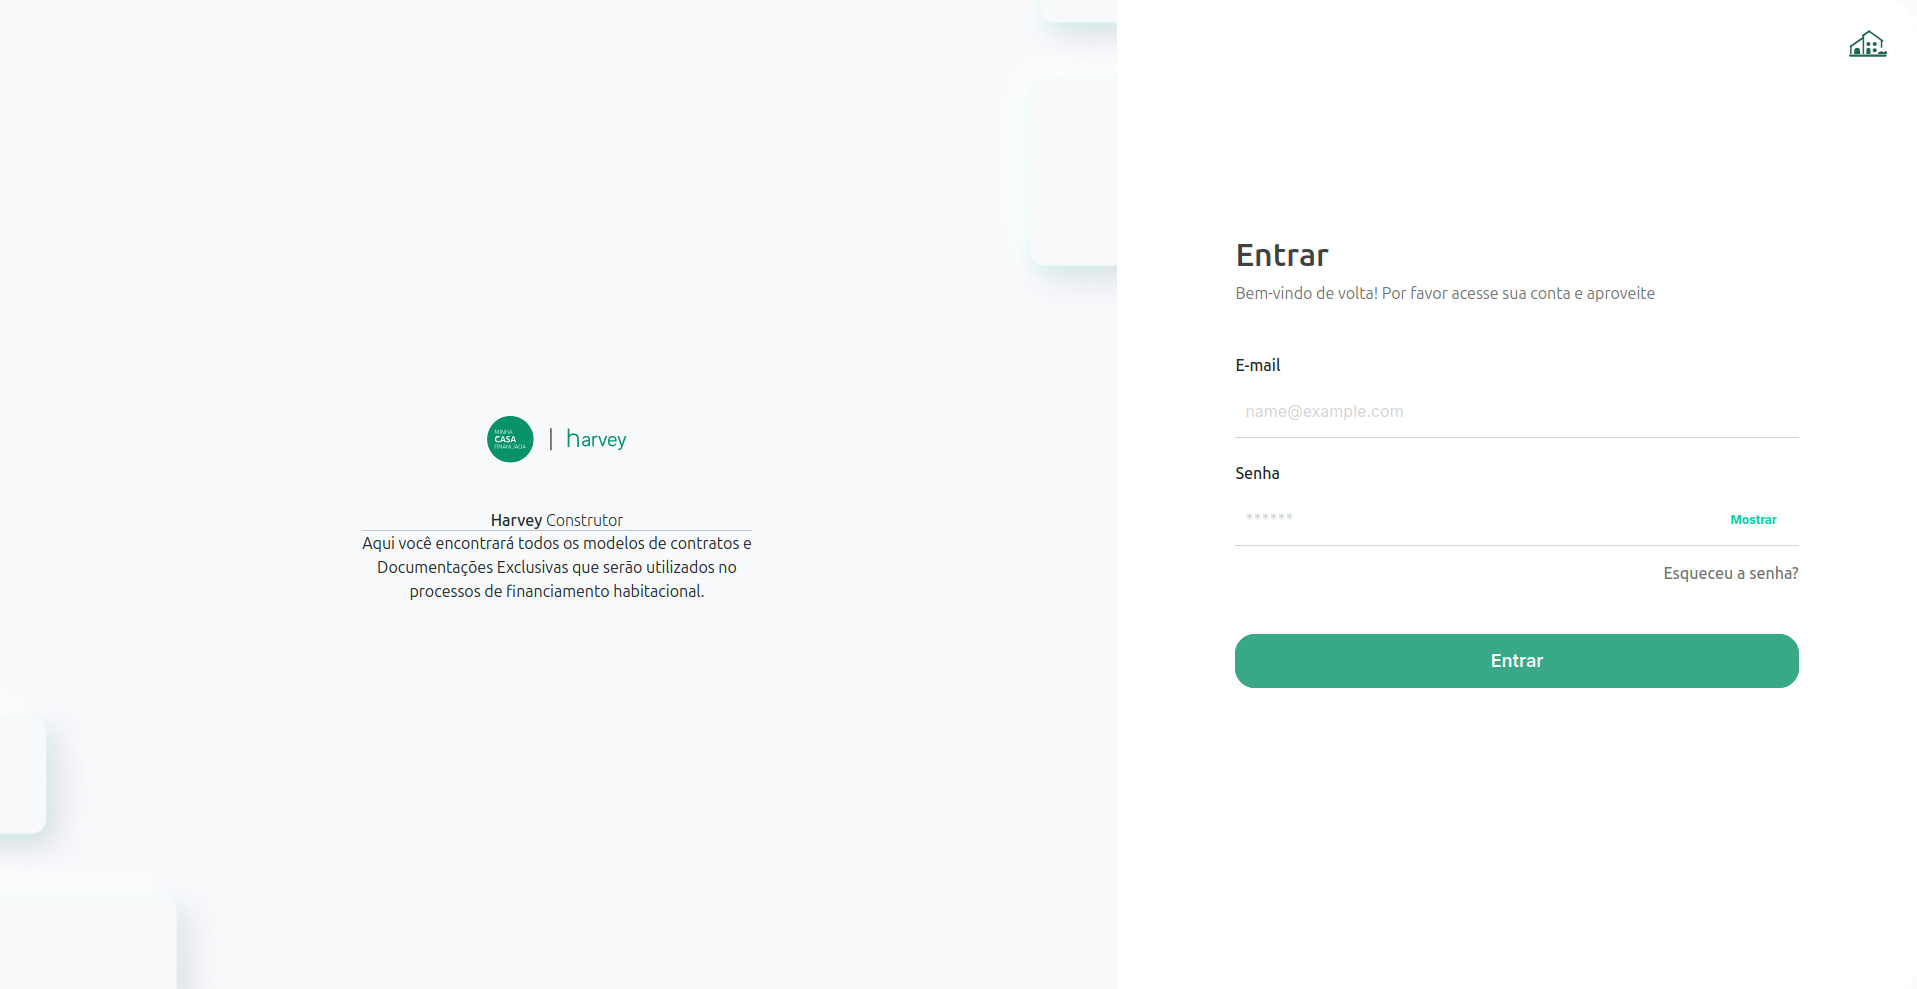 MINHA
CASA
FINANCIADA
harvey
Harvey Construtor
Aqui você encontrará todos os modelos de contratos e
Documentações Exclusivas que serão utilizados no
processos de financiamento habitacional.
Entrar
Bem-vindo de volta! Por favor acesse sua conta e aproveite
E-mail
name@example.com
Senha
******
Mostrar
Esqueceu a senha?
Entrar